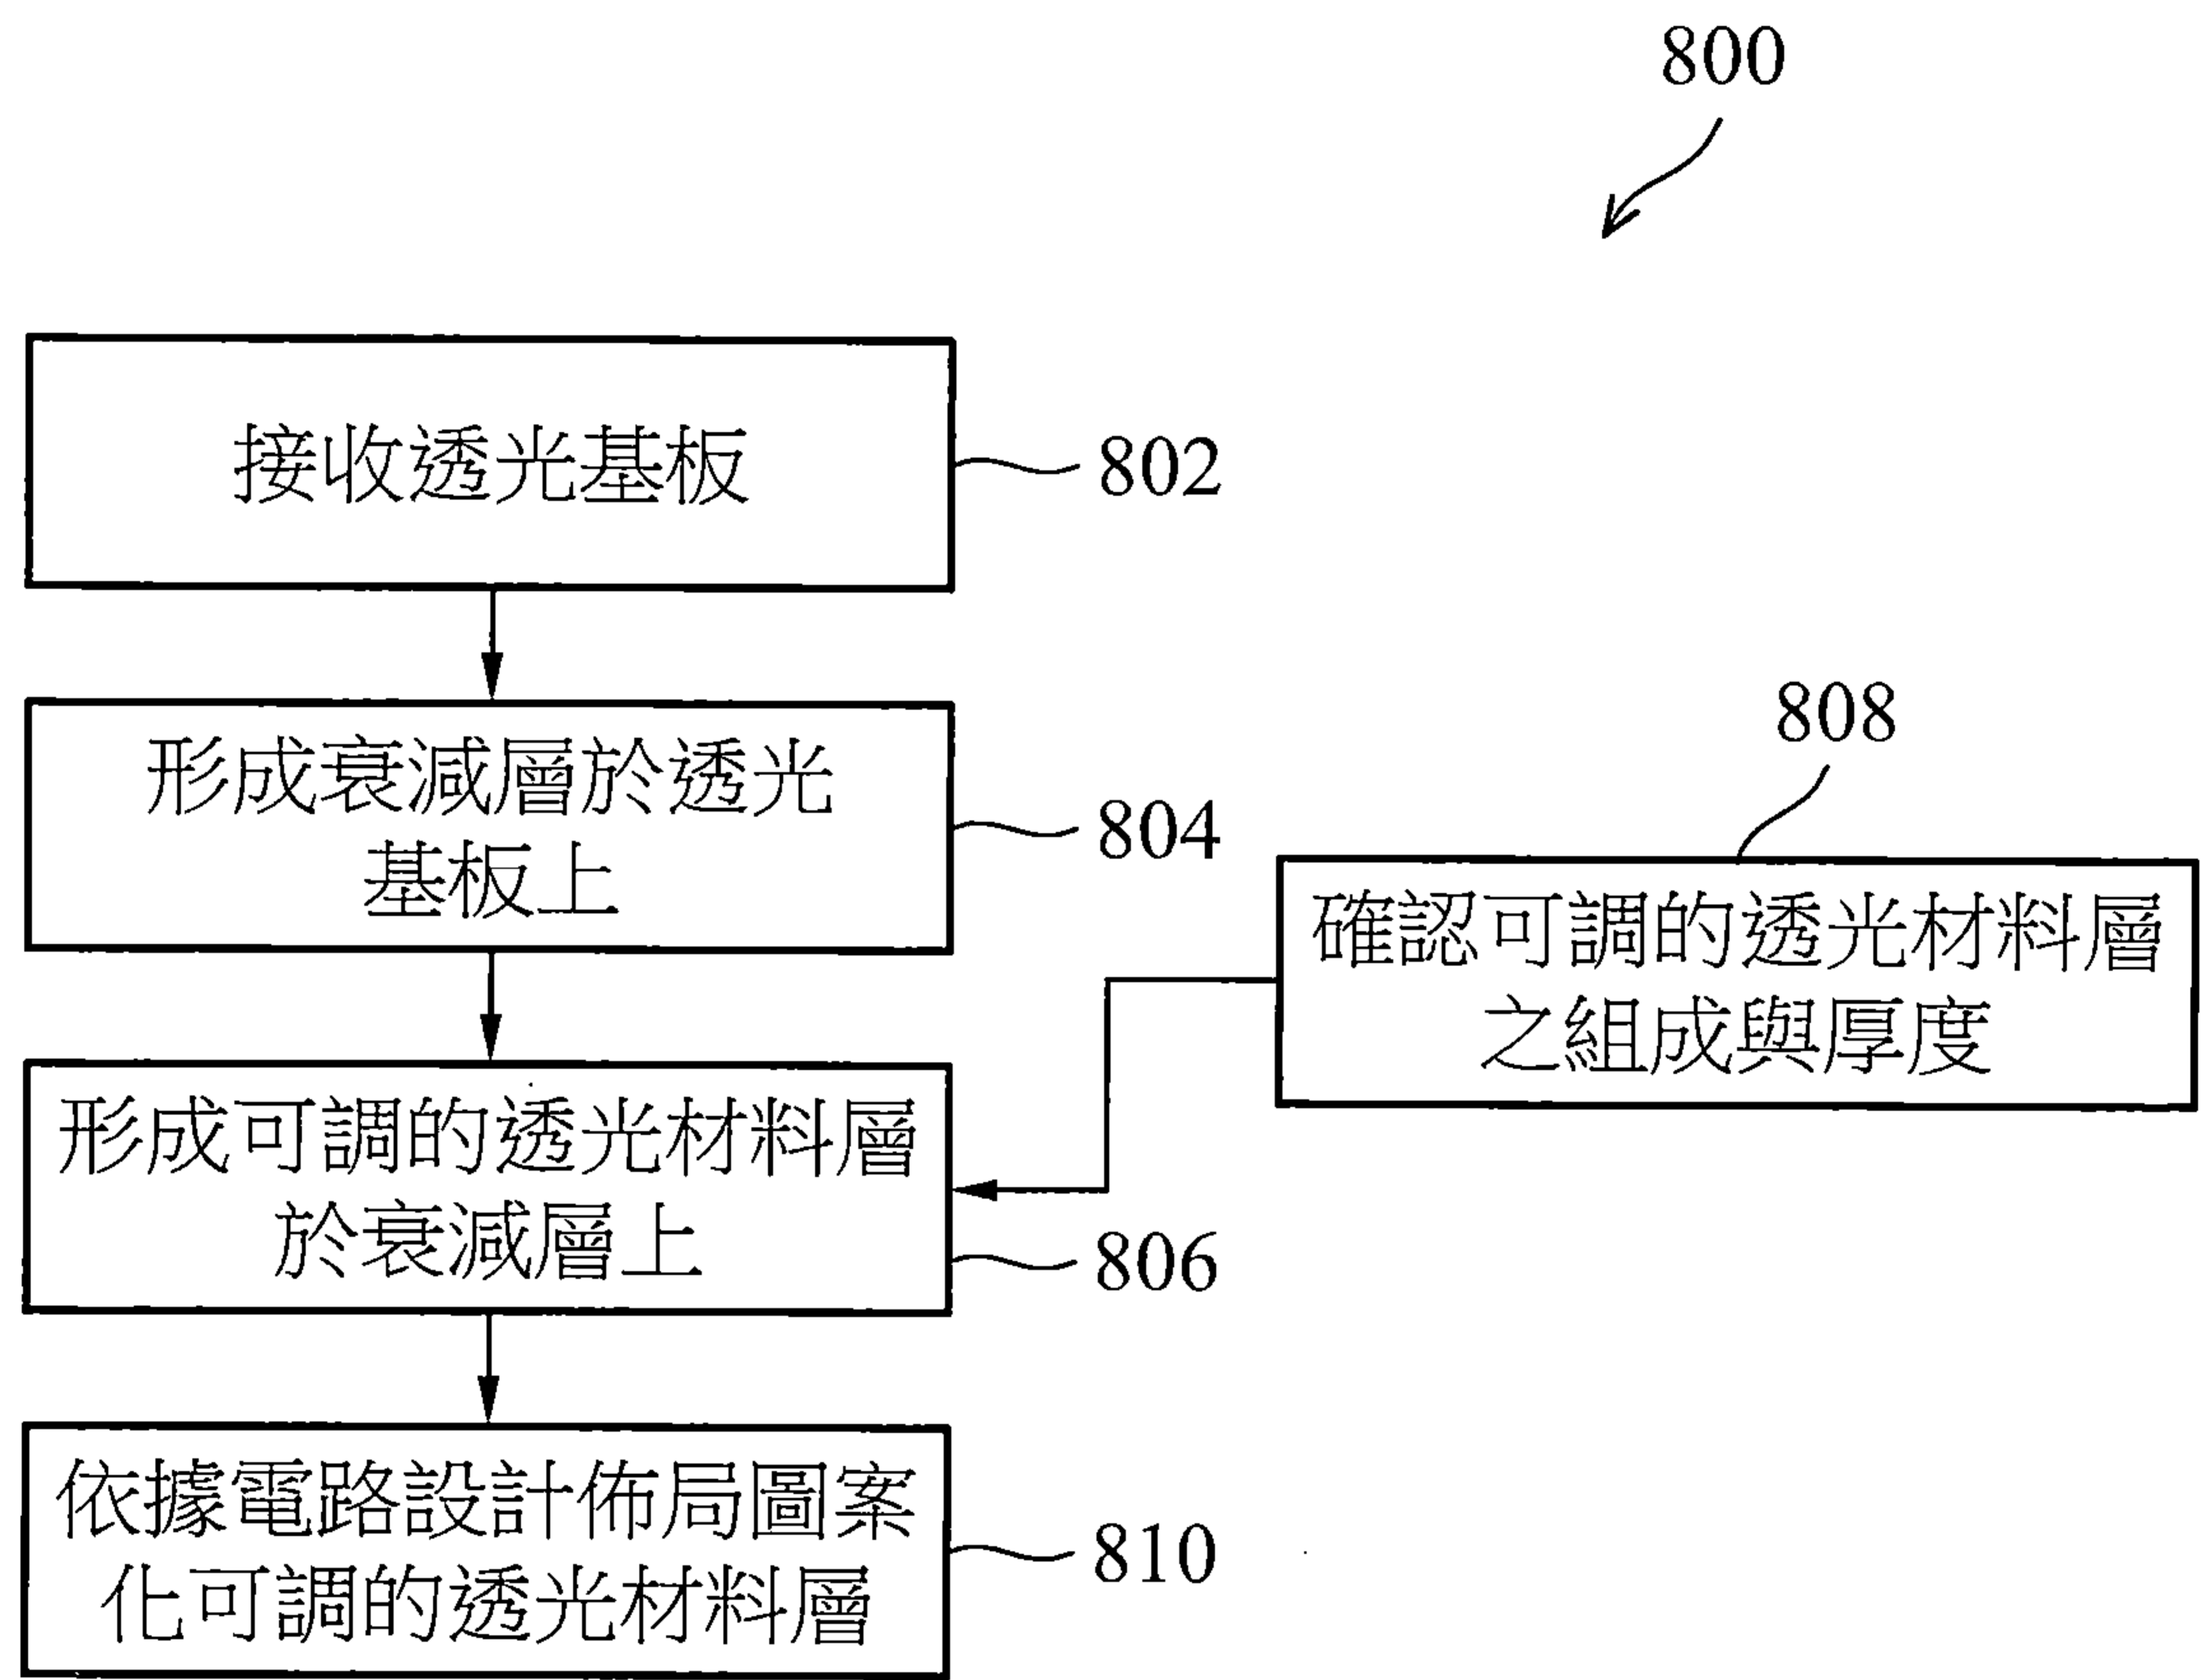 800
接收透光基板
802
形成衰減層於透光
基板上
804
808
確認可調的透光材料層
之組成與厚度
形成可調的透光材料層
於衰減層上
806
依據電路設計佈局圖案
化可調的透光材料層
810